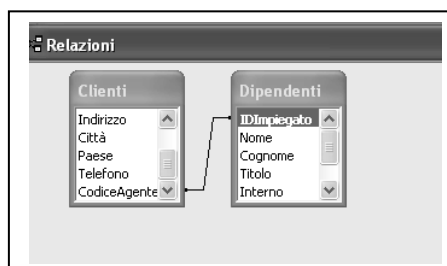 Relazioni
Clienti
Indirizzo
Città
Paese
Telefono
CodiceAgente
Dipendenti
IDImpiegato
Nome
Cognome
Titolo
Interno